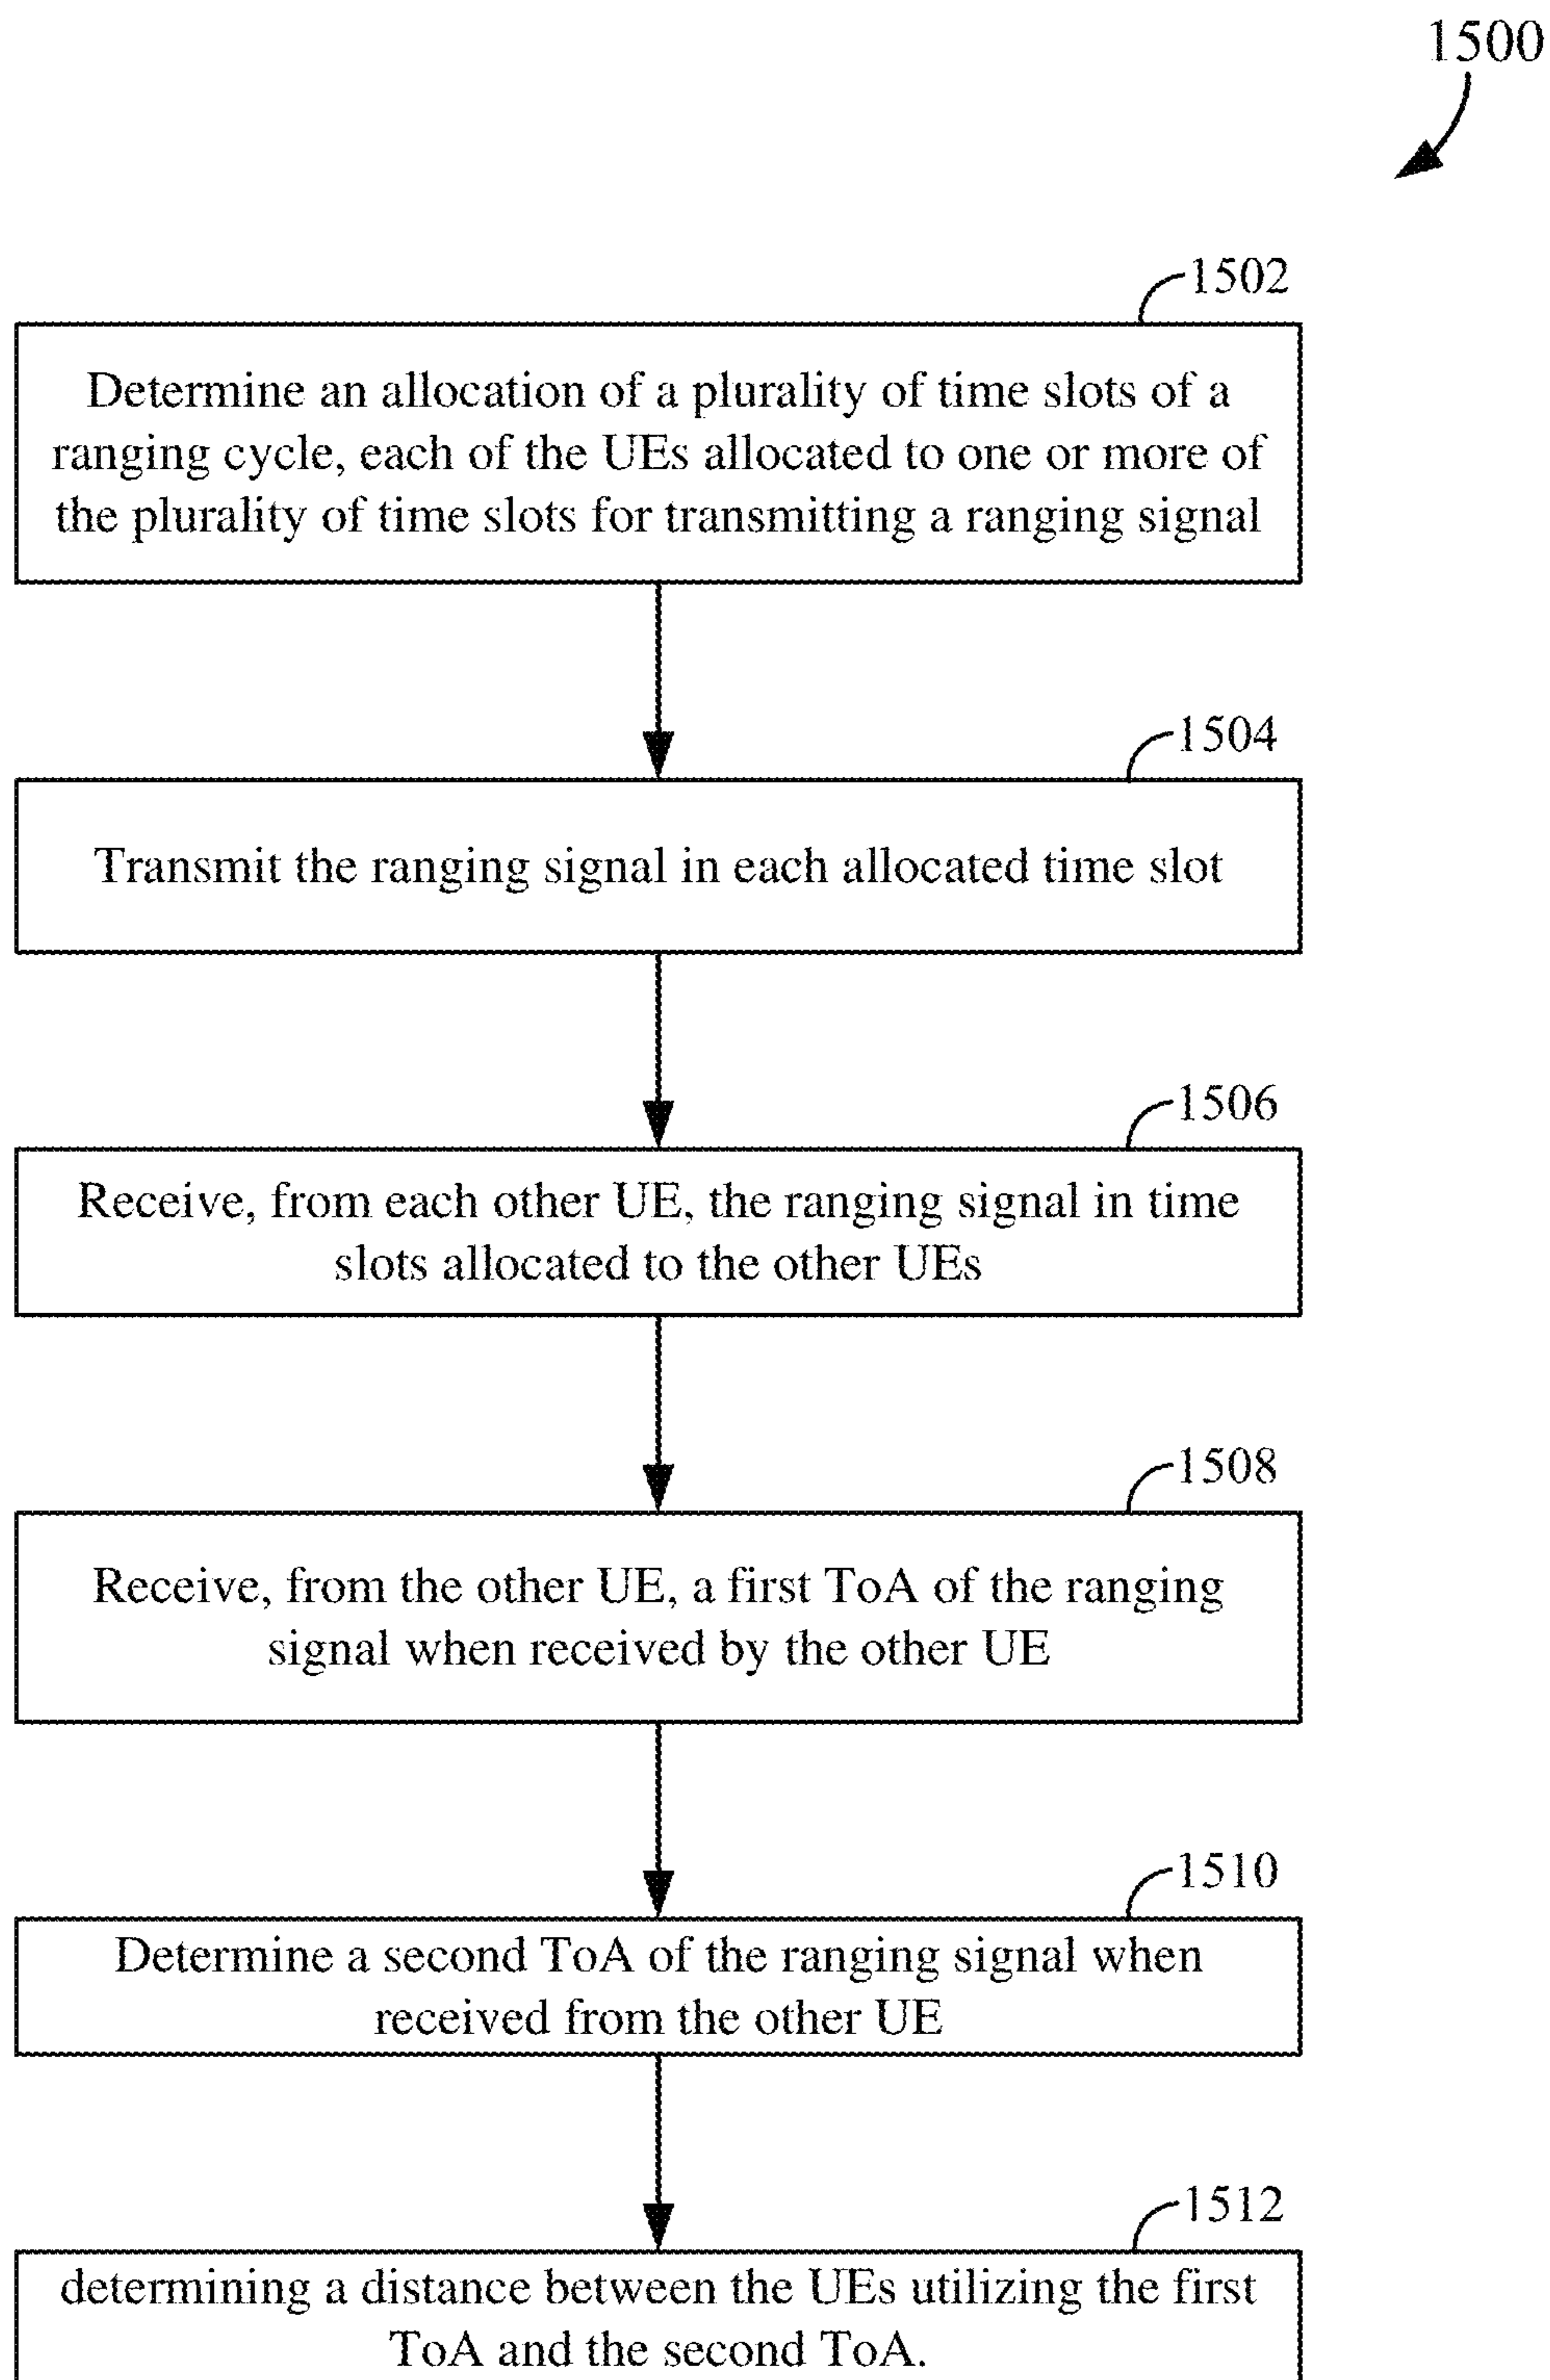 1500
1502
Determine an allocation of a plurality of time slots of a
ranging cycle, each of the UEs allocated to one or more of
the plurality of time slots for transmitting a ranging signal
1504
Transmit the ranging signal in each allocated time slot
1506
Receive, from each other UE, the ranging signal in time
slots allocated to the other UEs
1508
Receive, from the other UE, a first ToA of the ranging
signal when received by the other UE
1510
Determine a second ToA of the ranging signal when
received from the other UE
1512
determining a distance between the UEs utilizing the first
ToA and the second ToA.